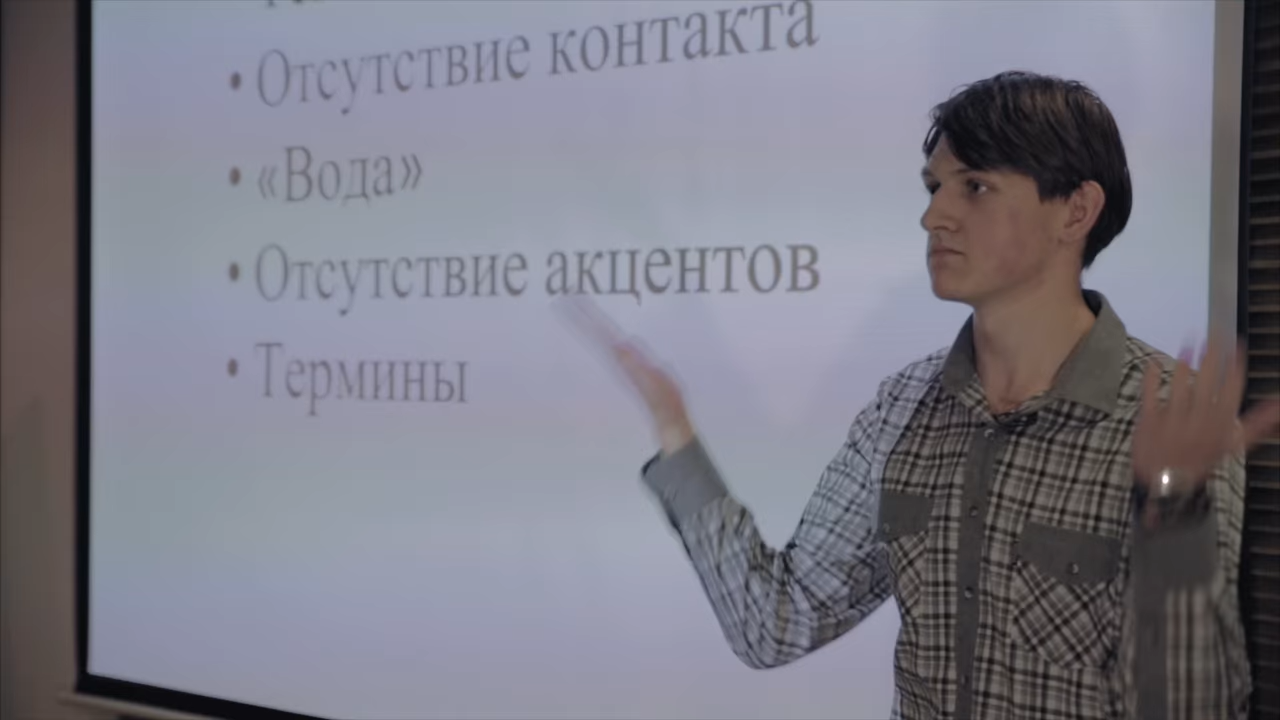 • Отсутствие контакта
• «Вода»
• Отсутствие акцентов
• Термины